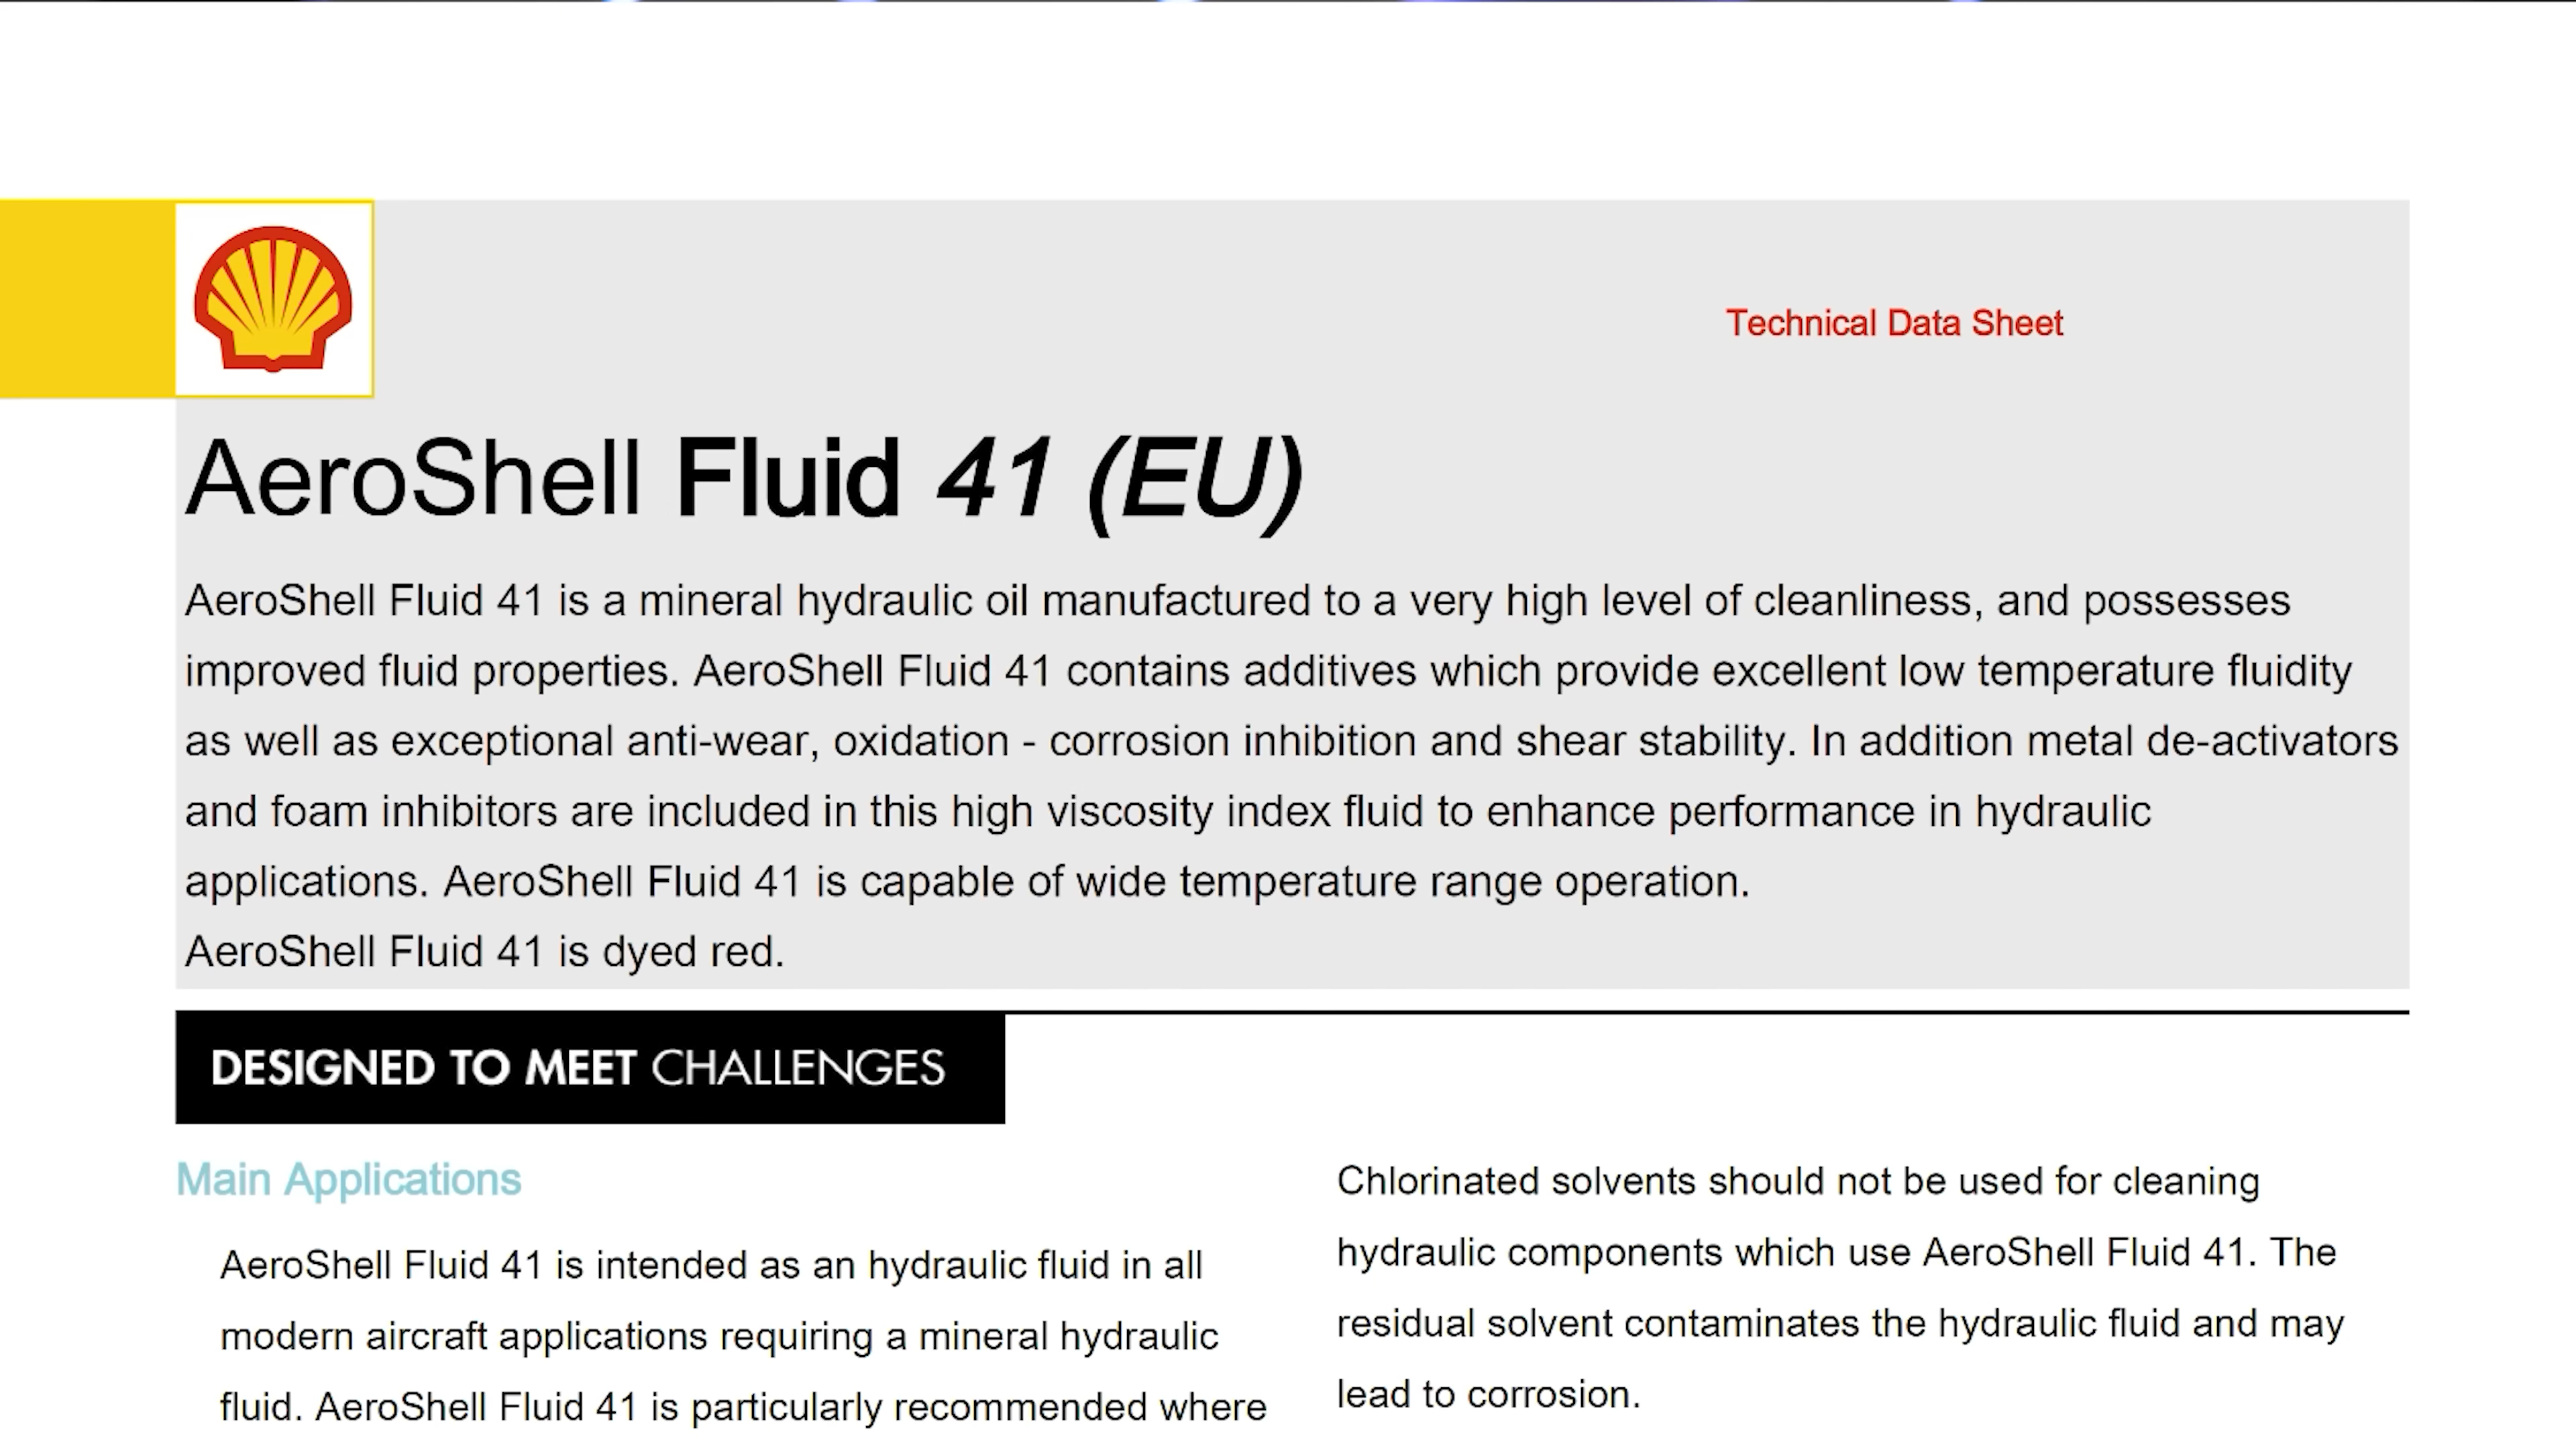 Technical Data Sheet
AeroShell Fluid 41 (EU)
AeroShell Fluid 41 is a mineral hydraulic oil manufactured to a very high level of cleanliness, and possesses
improved fluid properties. AeroShell Fluid 41 contains additives which provide excellent low temperature fluidity
as well as exceptional anti-wear, oxidation - corrosion inhibition and shear stability. In addition metal de-activators
and foam inhibitors are included in this high viscosity index fluid to enhance performance in hydraulic
applications. AeroShell Fluid 41 is capable of wide temperature range operation.
AeroShell Fluid 41 is dyed red.
DESIGNED TO MEET CHALLENGES
Main Applications
AeroShell Fluid 41 is intended as an hydraulic fluid in all
modern aircraft applications requiring a mineral hydraulic
fluid. AeroShell Fluid 41 is particularly recommended where
Chlorinated solvents should not be used for cleaning
hydraulic components which use AeroShell Fluid 41. The
residual solvent contaminates the hydraulic fluid and may
lead to corrosion.